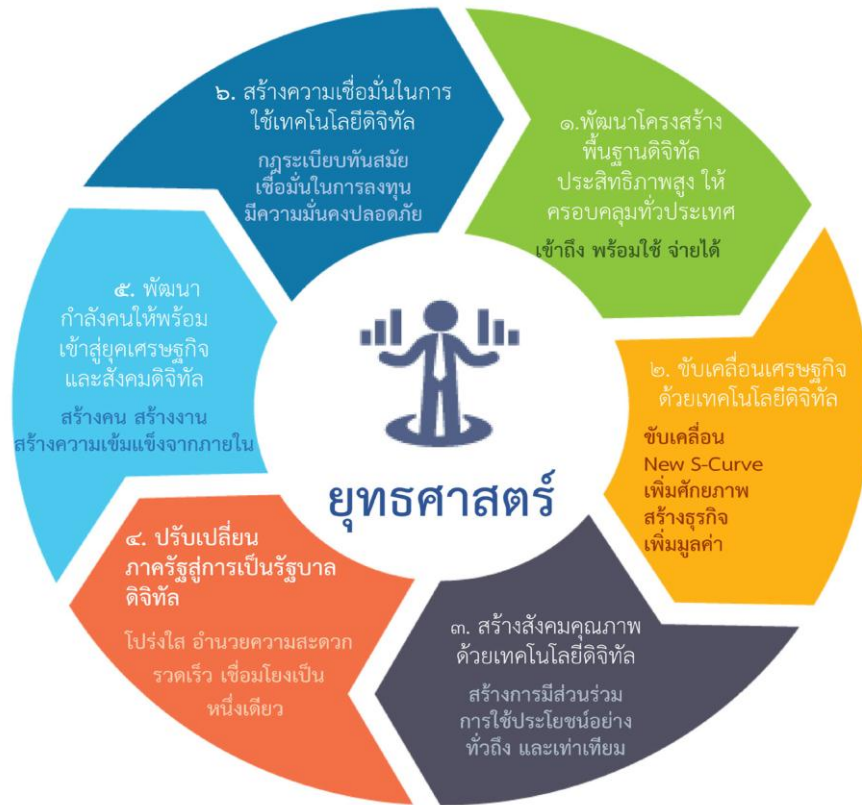 ๑.พัฒนาโครงสร้าง
พื้นฐานดิจิทัล
ประสิทธิภาพสูง ให้
ครอบคลุมทั่วประเทศ
เข้าถึง พร้อมใช้ จ่ายได้
๒. ขับเคลื่อนเศรษฐกิจ
ด้วยเทคโนโลยีดิจิทัล
ขับเคลื่อน
New S-Curve
เพิ่มศักยภาพ
สร้างธุรกิจ
เพิ่มมูลค่า
๓. สร้างสังคมคุณภาพ
ด้วยเทคโนโลยีดิจิทัล
สร้างการมีส่วนร่วม
การใช้ประโยชน์อย่าง
ทั่วถึง และเท่าเทียม
๔. ปรับเปลี่ยน
ภาครัฐสู่การเป็นรัฐบาล
ดิจิทัล
โปร่งใส อำนวยความสะดวก
รวดเร็ว เชื่อมโยงเป็น
หนึ่งเดียว
๕. พัฒนา
กำลังคนให้พร้อม
เข้าสู่ยุคเศรษฐกิจ
และสังคมดิจิทัล
สร้างคน สร้างงาน
สร้างความเข้มแข็งจากภายใน
๖. สร้างความเชื่อมั่นในการ
ใช้เทคโนโลยีดิจิทัล
กฎระเบียบทันสมัย
เชื่อมั่นในการลงทุน
มีความมั่นคงปลอดภัย
ยุทธศาสตร์